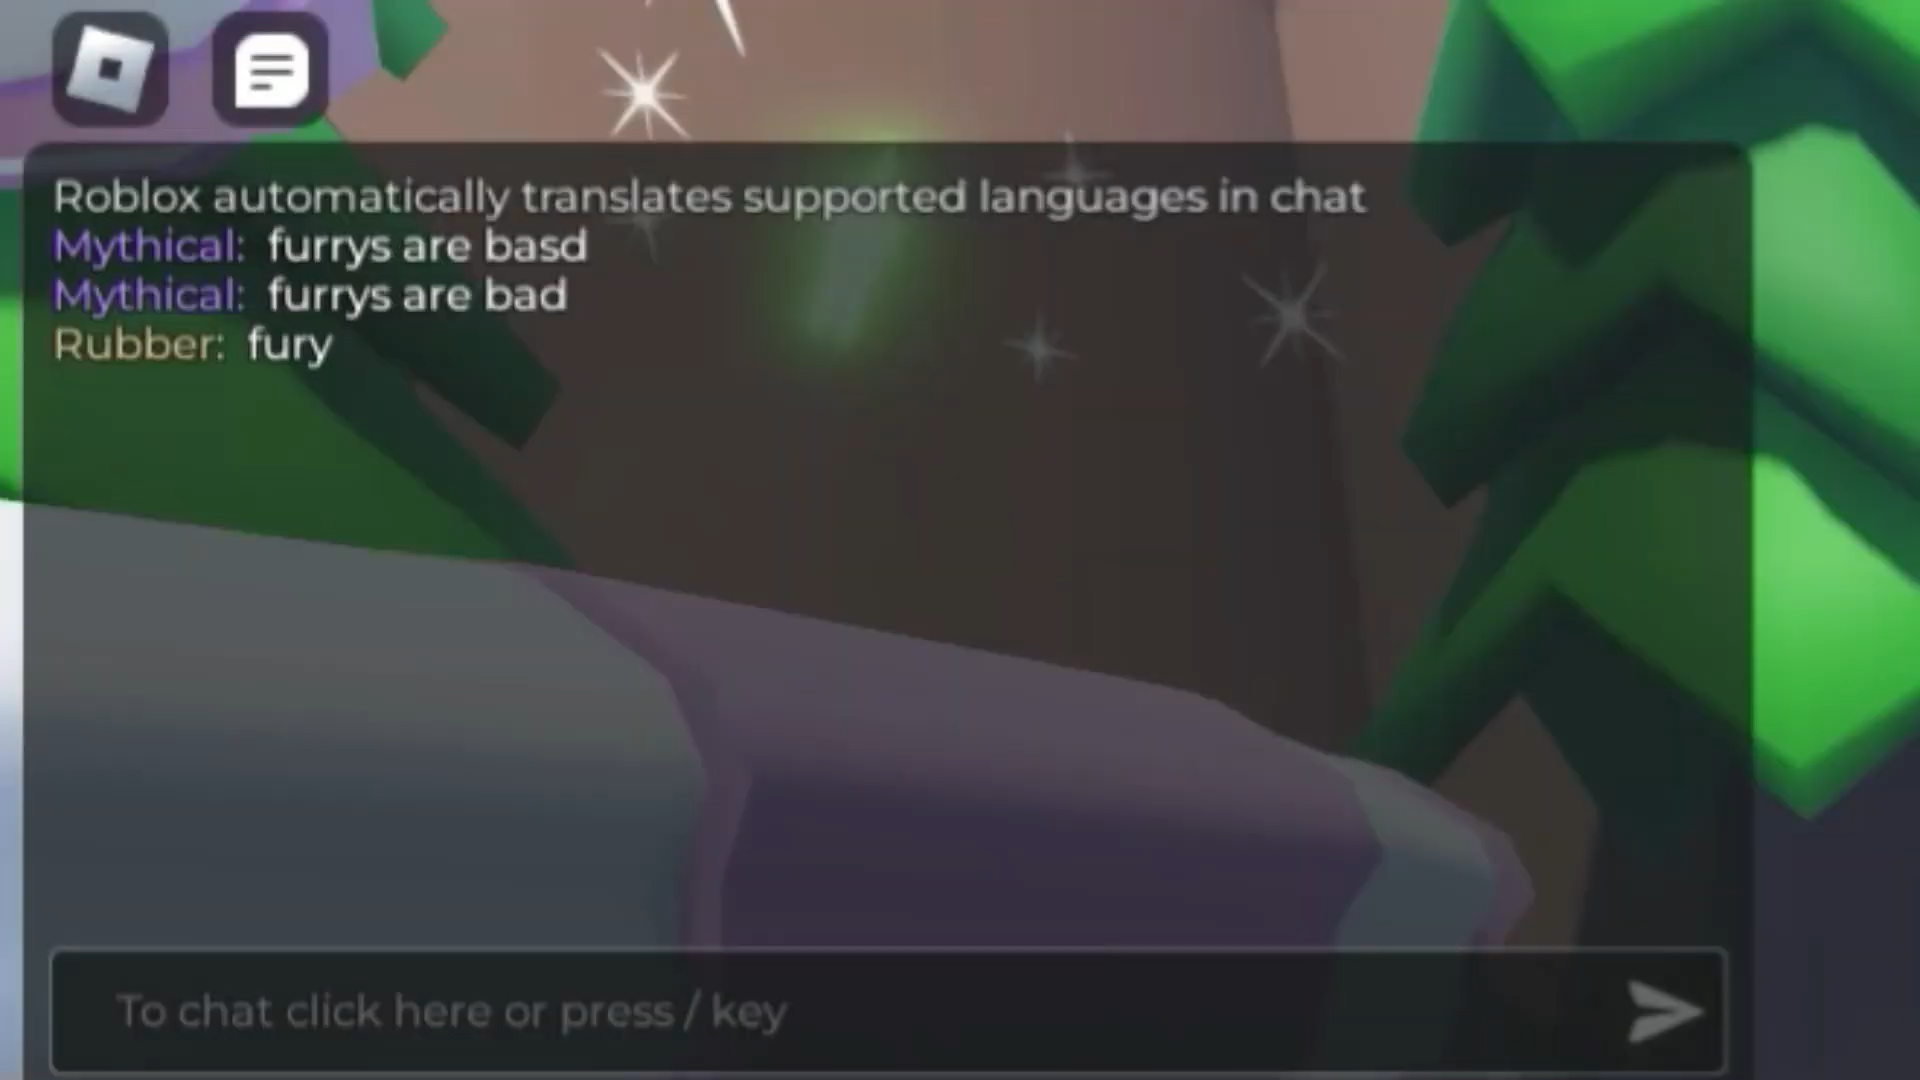 Roblox automatically translates supported languages in chat
Mythical: furrys are basd
Mythical: furrys are bad
Rubber: fury
To chat click here or press / key